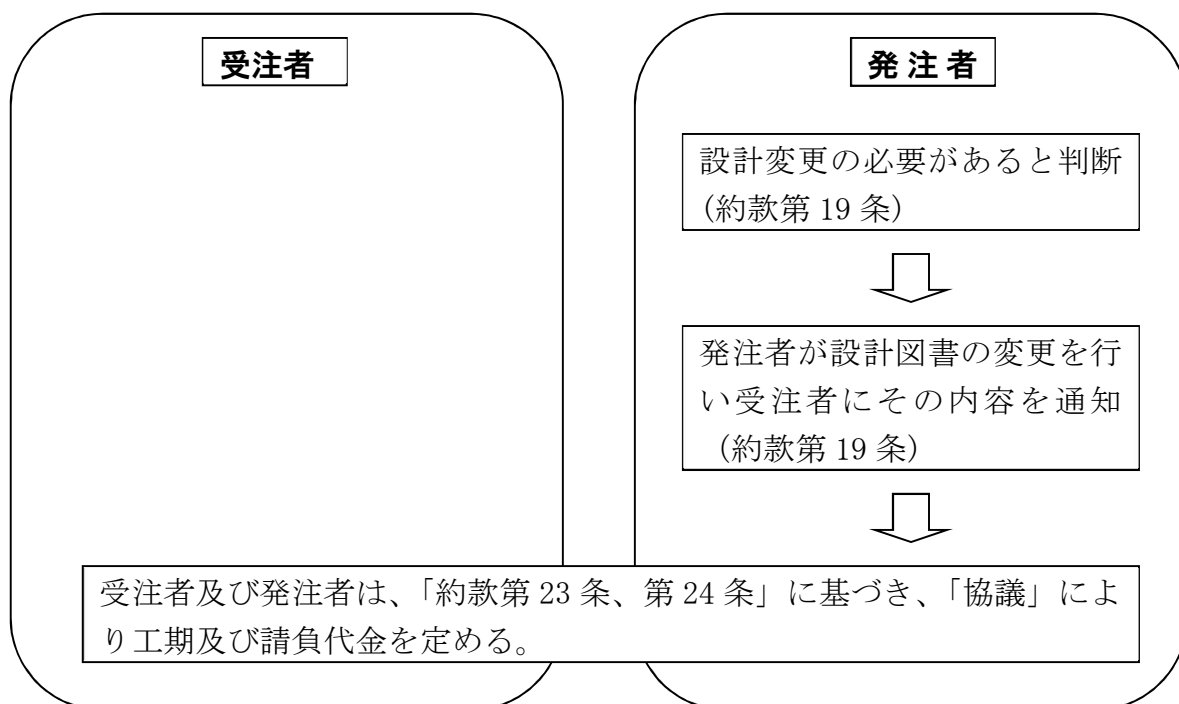 受注者
発 注 者
設計変更の必要があると判断
(約款第 19 条)
発注者が設計図書の変更を行
い受注者にその内容を通知
（約款第 19 条）
受注者及び発注者は、「約款第 23 条、第 24 条」に基づき、「協議」によ
り工期及び請負代金を定める。